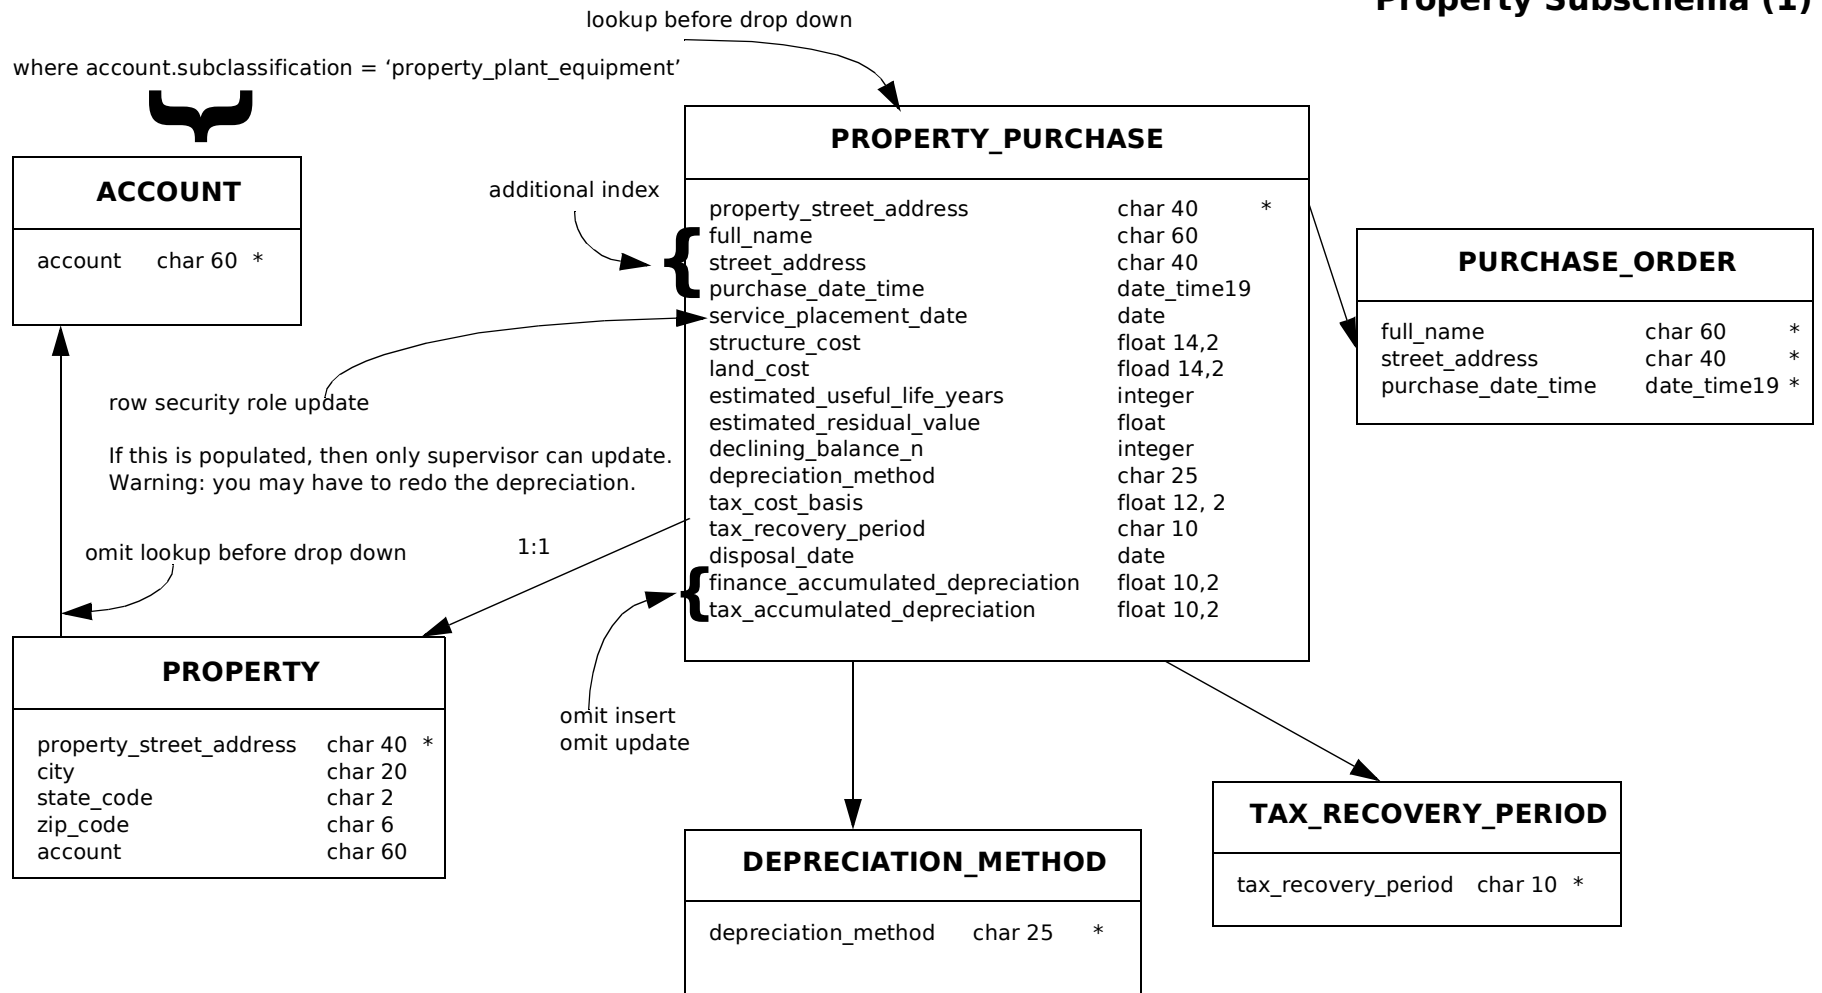 Property Subschema (1)
lookup before drop down
where account.subclassification = ‘property_plant_equipment’
ACCOUNT
account char 60 *
additional index
PROPERTY_PURCHASE
property_street_address char 40 *
full_name char 60
street_address char 40
purchase_date_time date_time19
service_placement_date date
structure_cost float 14,2
land_cost fload 14,2
estimated_useful_life_years integer
estimated_residual_value float
declining_balance_n integer
depreciation_method char 25
tax_cost_basis float 12, 2
tax_recovery_period char 10
disposal_date date
finance_accumulated_depreciation float 10,2
tax_accumulated_depreciation float 10,2
PURCHASE_ORDER
full_name char 60 *
street_address char 40 *
purchase_date_time date_time19 *
row security role update
If this is populated, then only supervisor can update.
Warning: you may have to redo the depreciation.
omit lookup before drop down
1:1
PROPERTY
property_street_address char 40 *
city char 20
state_code char 2
zip_code char 6
account char 60
omit insert
omit update
DEPRECIATION_METHOD
depreciation_method char 25 *
TAX_RECOVERY_PERIOD
tax_recovery_period char 10 *